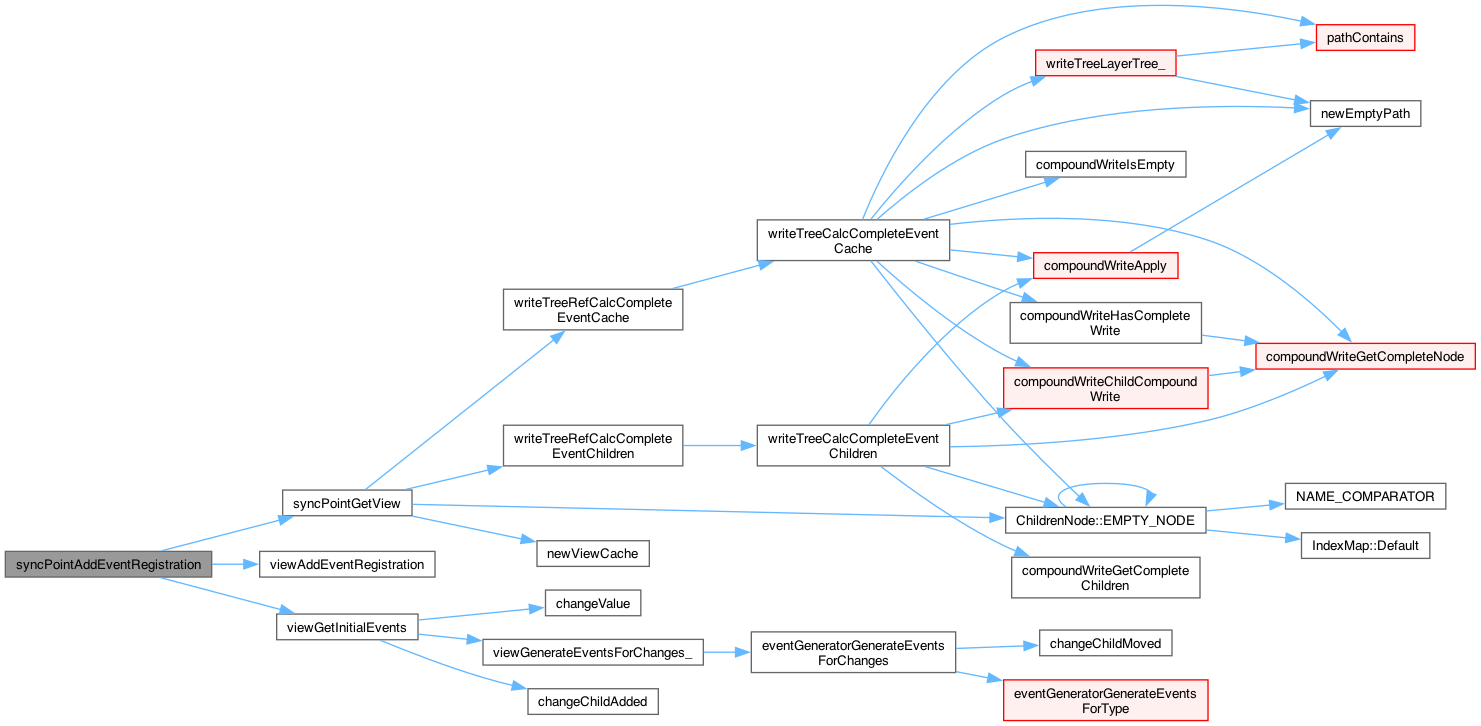 pathContains
writeTreeLayerTree_
newEmptyPath
compoundWriteIsEmpty
writeTreeCalcCompleteEvent
Cache
compoundWriteApply
writeTreeRefCalcComplete
EventCache
compoundWriteHasComplete
Write
compoundWriteGetCompleteNode
compoundWriteChildCompound
Write
writeTreeRefCalcComplete
EventChildren
writeTreeCalcCompleteEvent
Children
syncPointGetView
NAME_COMPARATOR
ChildrenNode::EMPTY_NODE
IndexMap::Default
newViewCache
syncPointAddEventRegistration
viewAddEventRegistration
compoundWriteGetComplete
Children
changeValue
viewGetInitialEvents
viewGenerateEventsForChanges_
eventGeneratorGenerateEvents
ForChanges
changeChildMoved
changeChildAdded
eventGeneratorGenerateEvents
ForType